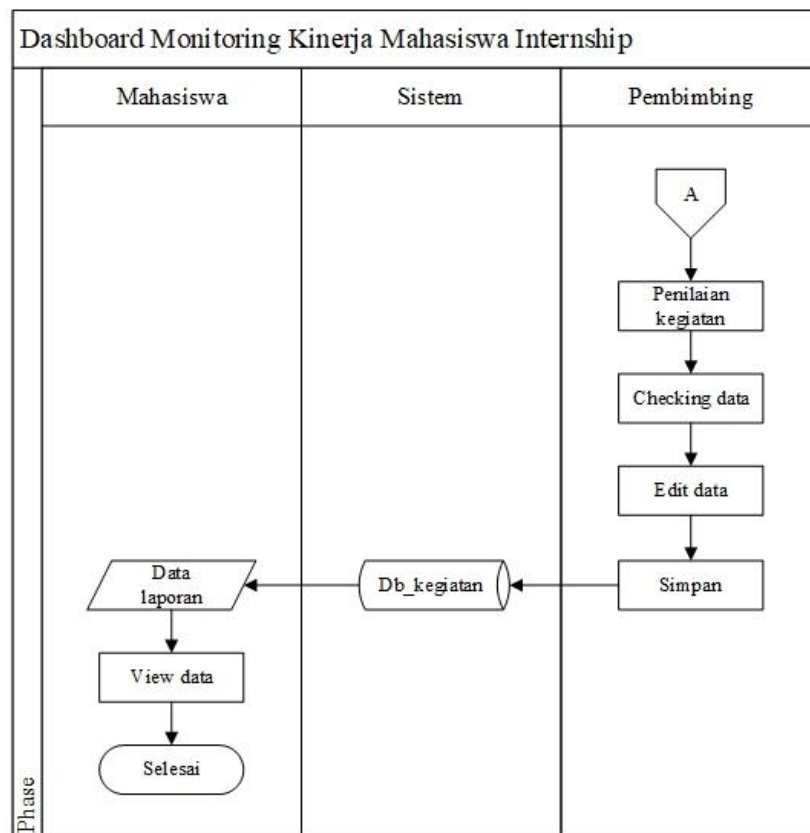 Dashboard Monitoring Kinerja Mahasiswa Internship
Mahasiswa
Sistem
Pembimbing
A
Penilaian
kegiatan
Checking data
Edit data
Data
laporan
Db_kegiatan
Simpan
View data
Selesai
Phase